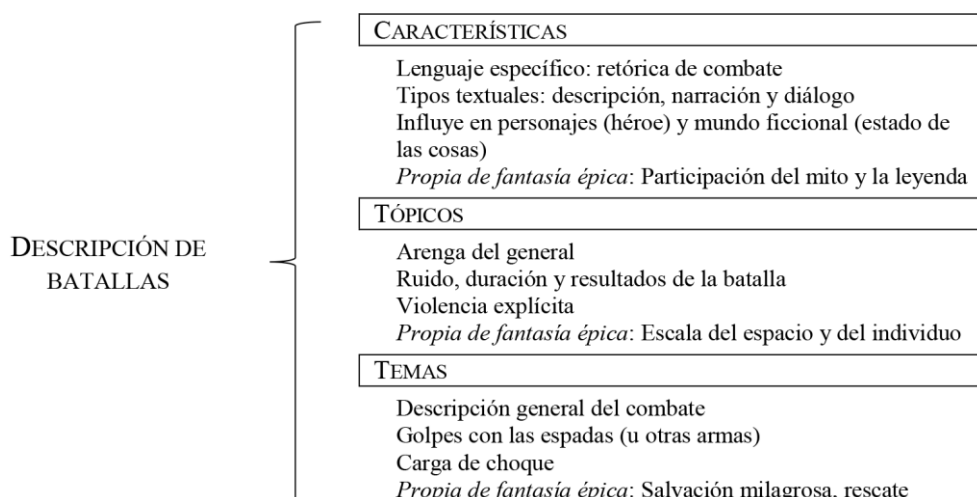 DESCRIPCIÓN DE
BATALLAS
CARACTERÍSTICAS
Lenguaje específico: retórica de combate
Tipos textuales: descripción, narración y diálogo
Influye en personajes (héroe) y mundo ficcional (estado de
las cosas)
Propia de fantasía épica: Participación del mito y la leyenda
TÓPICOS
Arenga del general
Ruido, duración y resultados de la batalla
Violencia explícita
Propia de fantasía épica: Escala del espacio y del individuo
TEMAS
Descripción general del combate
Golpes con las espadas (u otras armas)
Carga de choque
Propia de fantasía épica: Salvación milagrosa, rescate